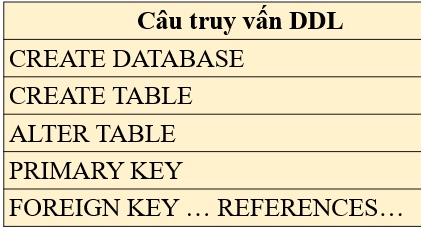 Câu truy vấn DDL
CREATE DATABASE
CREATE TABLE
ALTER TABLE
PRIMARY KEY
FOREIGN KEY … REFERENCES…